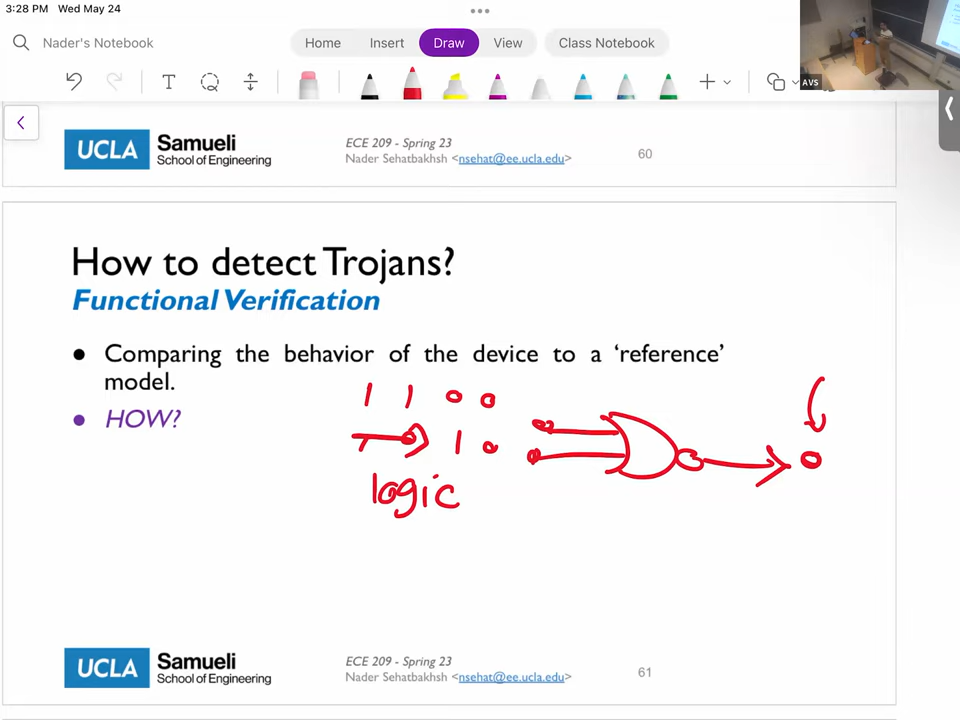 3:28 PM Wed May 24
Nader's Notebook
Home Insert Draw View Class Notebook
T
AVS
UCLA Samueli School of Engineering
ECE 209 - Spring 23
Nader Sehatbakhsh <nsehat@ee.ucla.edu>
60
How to detect Trojans?
Functional Verification
Comparing the behavior of the device to a ‘reference’
model.
HOW?
1 1 0 0
1 0
0
logic
UCLA Samueli School of Engineering
ECE 209 - Spring 23
Nader Sehatbakhsh <nsehat@ee.ucla.edu>
61